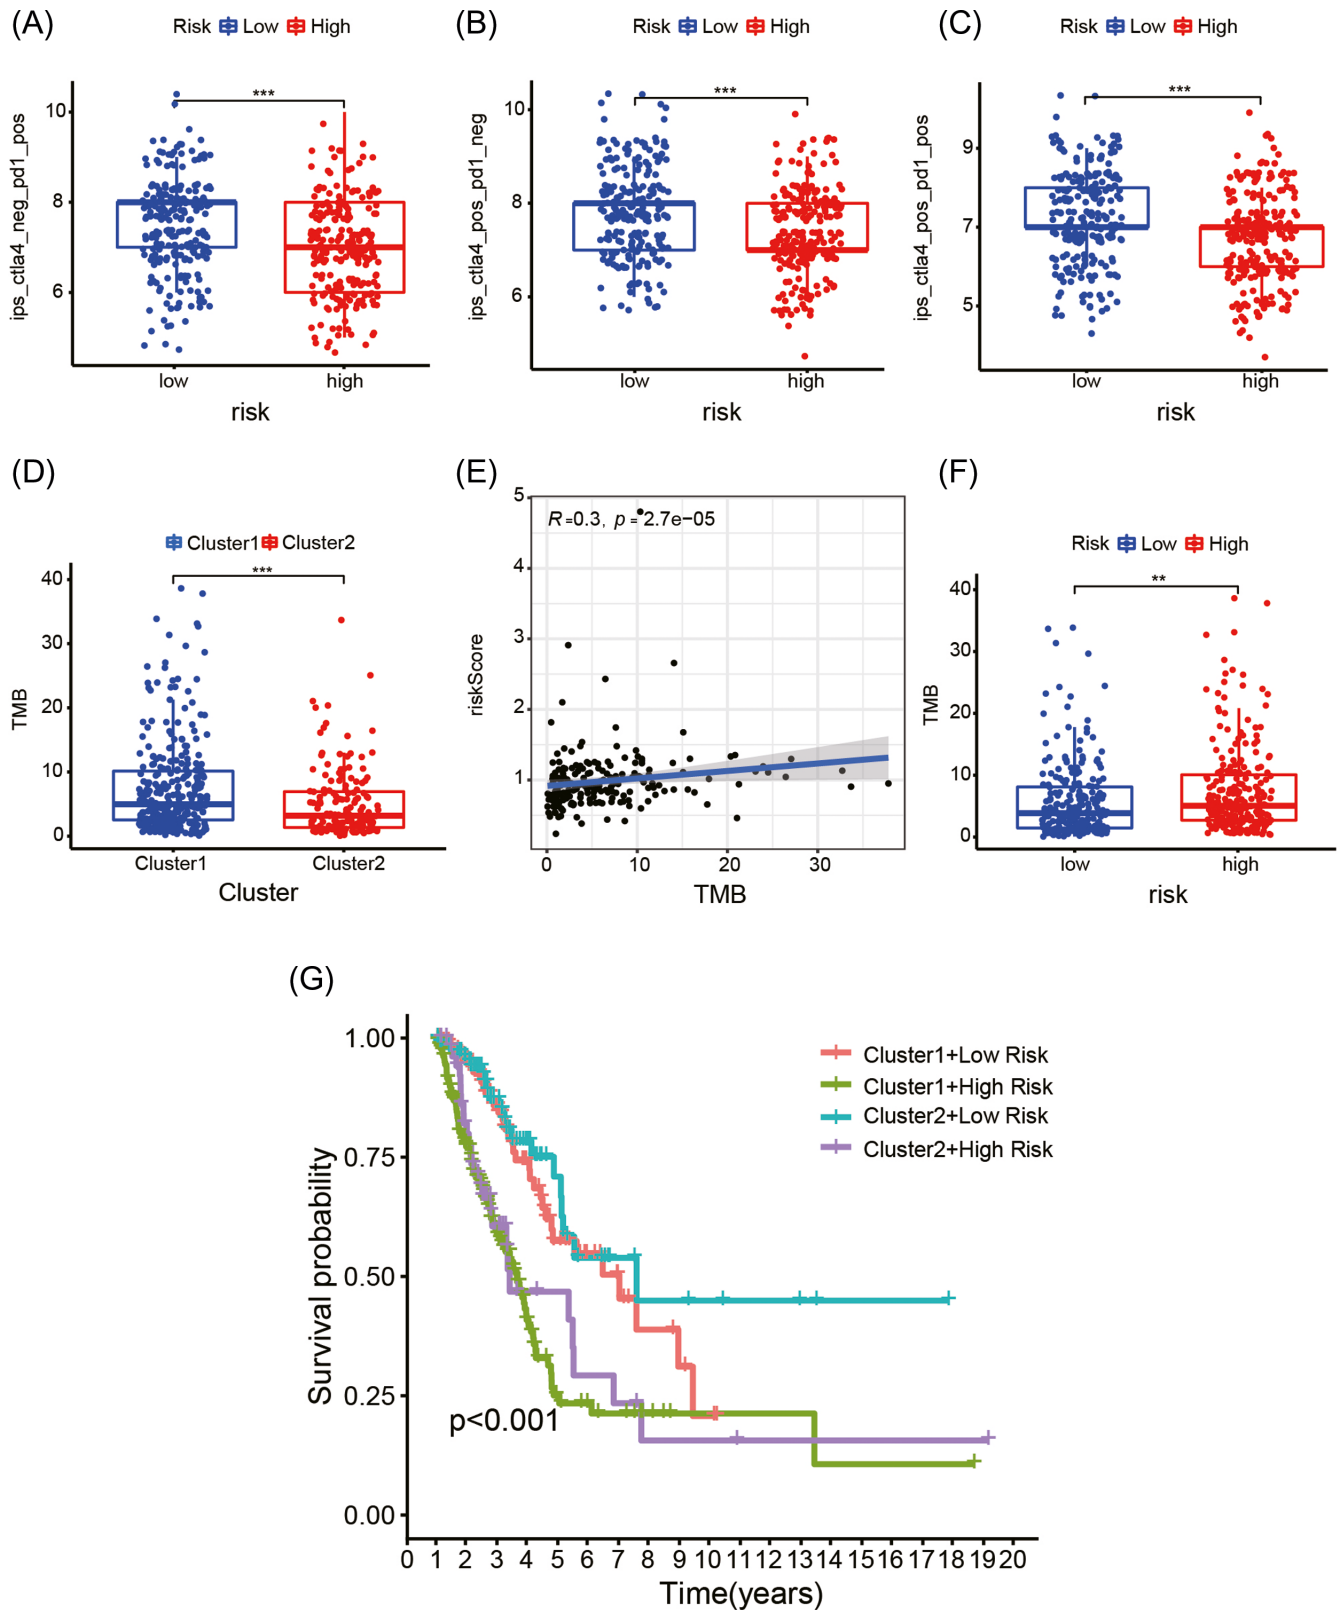 (A)
Risk Low High
ips_ctla4_neg_pd1_pos
10
8
6
***
low high
risk
(B)
Risk Low High
ips_ctla4_pos_pd1_neg
10
8
6
***
low high
risk
(C)
Risk Low High
ips_ctla4_pos_pd1_pos
9
7
5
***
low high
risk
(D)
Cluster1 Cluster2
TMB
40
30
20
10
0
***
Cluster1 Cluster2
Cluster
(E)
riskScore
5
4
3
2
1
R=0.3, p = 2.7e−05
0 10 20 30
TMB
(F)
Risk Low High
TMB
40
30
20
10
0
**
low high
risk
(G)
Survival probability
1.00
0.75
0.50
0.25
0.00
Cluster1+Low Risk
Cluster1+High Risk
Cluster2+Low Risk
Cluster2+High Risk
p<0.001
0 1 2 3 4 5 6 7 8 9 10 11 12 13 14 15 16 17 18 19 20
Time(years)